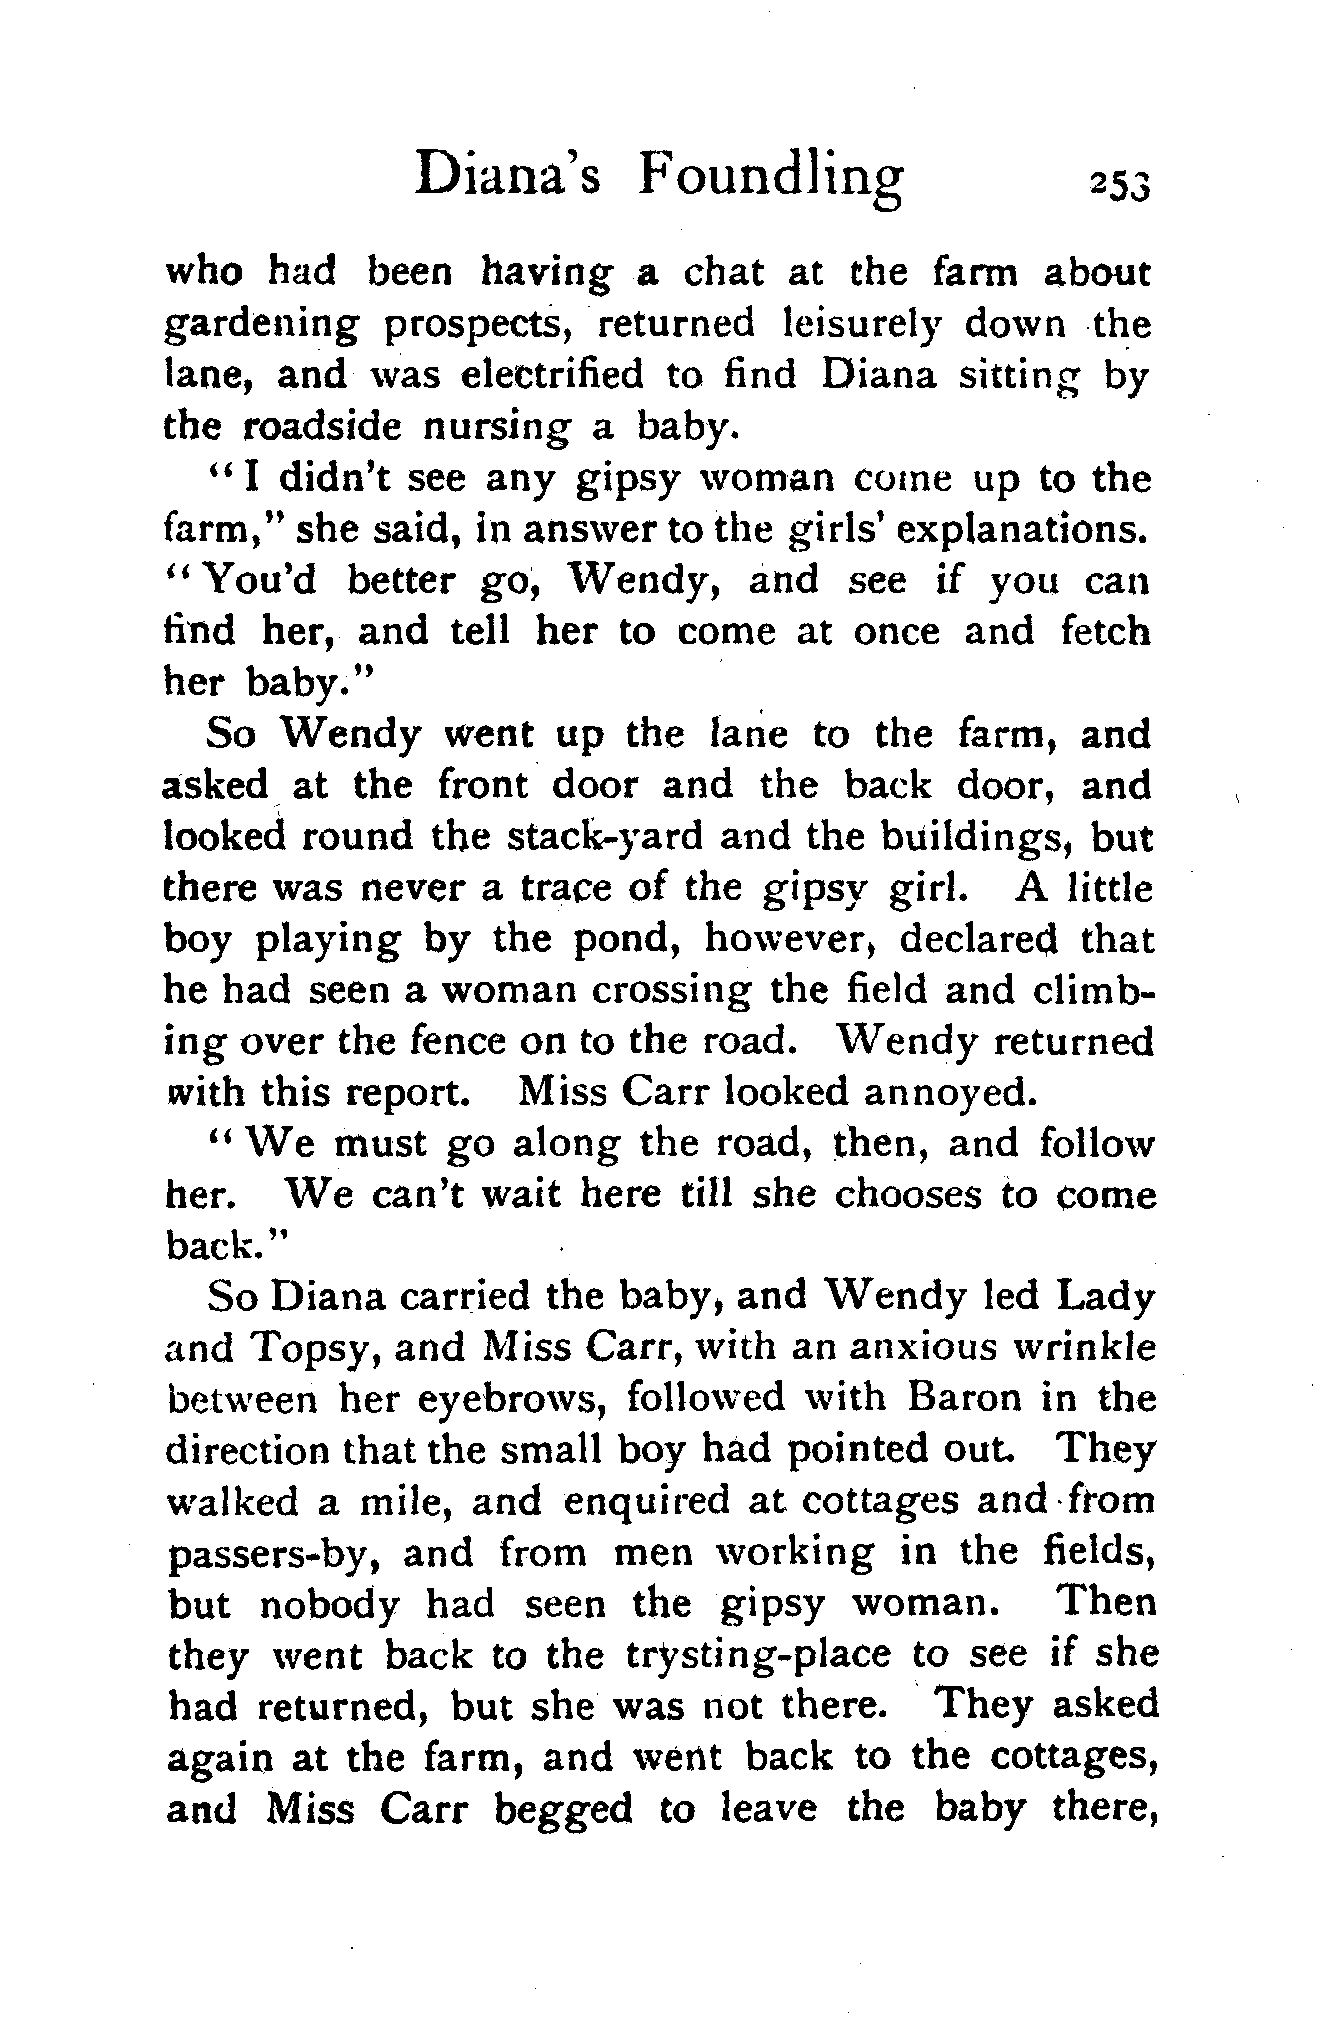 Diana's Foundling 253
who had been having a chat at the farm about
gardening prospects, returned leisurely down the
lane, and was electrified to find Diana sitting by
the roadside nursing a baby.
“I didn't see any gipsy woman come up to the
farm,” she said, in answer to the girls' explanations.
“You'd better go, Wendy, and see if you can
find her, and tell her to come at once and fetch
her baby.”
So Wendy went up the lane to the farm, and
asked at the front door and the back door, and
looked round the stack-yard and the buildings, but
there was never a trace of the gipsy girl. A little
boy playing by the pond, however, declared that
he had seen a woman crossing the field and climb-
ing over the fence on to the road. Wendy returned
with this report. Miss Carr looked annoyed.
“We must go along the road, then, and follow
her. We can't wait here till she chooses to come
back.”
So Diana carried the baby, and Wendy led Lady
and Topsy, and Miss Carr, with an anxious wrinkle
between her eyebrows, followed with Baron in the
direction that the small boy had pointed out. They
walked a mile, and enquired at cottages and from
passers-by, and from men working in the fields,
but nobody had seen the gipsy woman. Then
they went back to the trysting-place to see if she
had returned, but she was not there. They asked
again at the farm, and went back to the cottages,
and Miss Carr begged to leave the baby there,